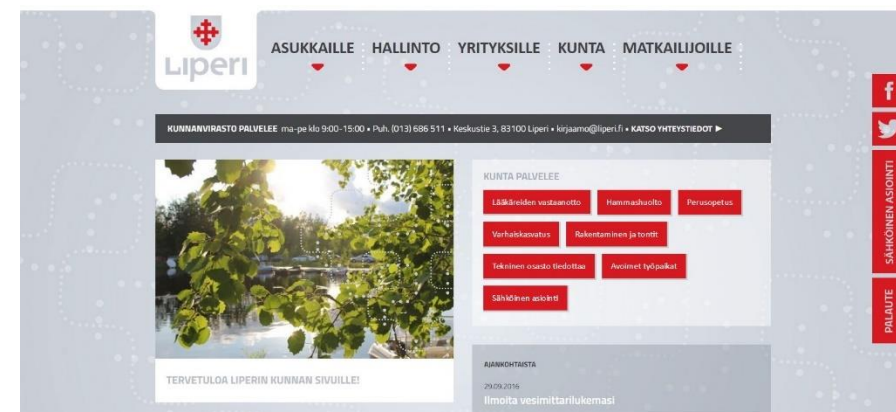 LIPERI
ASUKKAILLE HALLINTO YRITYKSILLE KUNTA MATKAILIJOILLE
KUNNANVIRASTO PALVELEE ma-pe klo 9:00-15:00 • Puh. (013) 686 511 • Keskustie 3, 83100 Liperi • kirjaamo@liperi.fi • KATSO YHTEYSTIEDOT ►
KUNTA PALVELEE
Lääkäreiden vastaanotto Hammashuolto Perusopetus
Varhaiskasvatus Rakentaminen ja tontit
Tekninen osasto tiedottaa Avoimet työpaikat
Sähköinen asiointi
TERVETULOA LIPERIN KUNNAN SIVUILLE!
AJANKOHTAISTA
29.09.2016
Ilmoita vesimittarilukemasi
SÄHKÖINEN ASIOINTI
PALAUTE